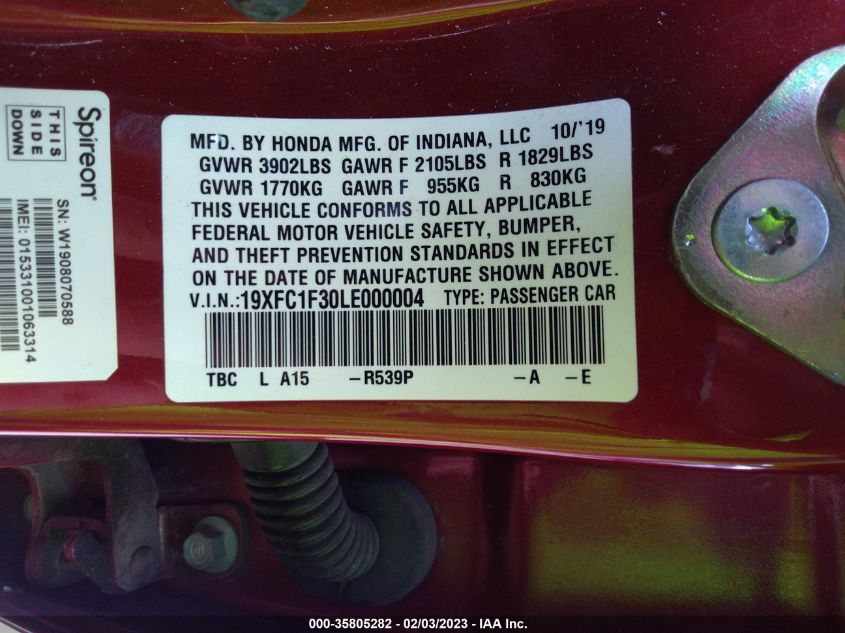 Spireon®
THIS
SIDE
DOWN
SN: W1908070588
IMEI: 015331001063314
MFD. BY HONDA MFG. OF INDIANA, LLC 10/'19
GVWR 3902LBS GAWR F 2105LBS R 1829LBS
GVWR 1770KG GAWR F 955KG R 830KG
THIS VEHICLE CONFORMS TO ALL APPLICABLE
FEDERAL MOTOR VEHICLE SAFETY, BUMPER,
AND THEFT PREVENTION STANDARDS IN EFFECT
ON THE DATE OF MANUFACTURE SHOWN ABOVE.
V.I.N.:19XFC1F30LE000004 TYPE: PASSENGER CAR
TBC L A15 –R539P –A –E
000-35805282 - 02/03/2023 - IAA Inc.